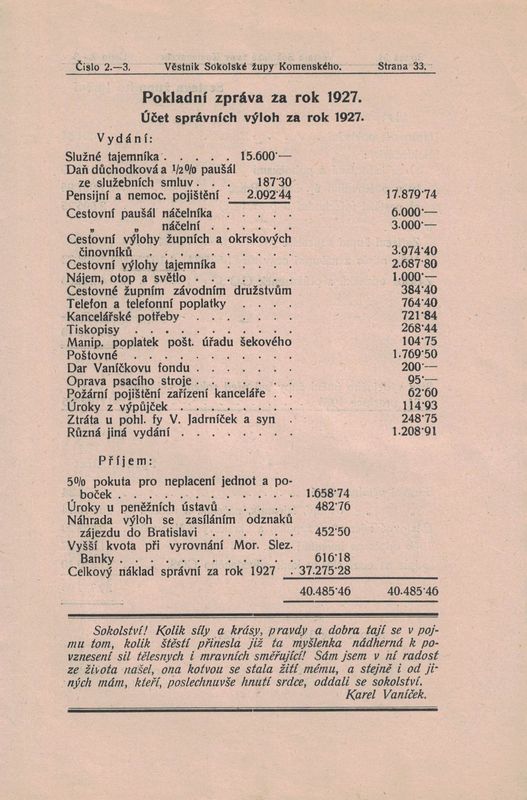 Číslo 2.—3. Věstník Sokolské župy Komenského. Strana 33.
Pokladní zpráva za rok 1927.
Účet správních výloh za rok 1927.
Vydání:
Služné tajemníka . . . . . 15.600·—
Daň důchodková a 1/2% paušál
ze služebních smluv . . . 187·30
Pensijní a nemoc. pojištění . 2.092·44 17.879·74
Cestovní paušál náčelníka . . . . . 6.000·—
„ „ náčelní . . . . . 3.000·—
Cestovní výlohy župních a okrskových
činovníků . . . . . . . . . . 3.974·40
Cestovní výlohy tajemníka . . . . . 2.687·80
Nájem, otop a světlo . . . . . . . 1.000·—
Cestovné župním závodním družstvům 384·40
Telefon a telefonní poplatky . . . . 764·40
Kancelářské potřeby . . . . . . . 721·84
Tiskopisy . . . . . . . . . . 268·44
Manip. poplatek pošt. úřadu šekového 104·75
Poštovné . . . . . . . . . . 1.769·50
Dar Vaníčkovu fondu . . . . . . . 200·—
Oprava psacího stroje . . . . . . . 95·—
Požární pojištění zařízení kanceláře . . 62·60
Úroky z výpůjček . . . . . . . . 114·93
Ztráta u pohl. fy V. Jadrníček a syn . 248·75
Různá jiná vydání . . . . . . . . 1.208·91
Příjem:
5% pokuta pro neplacení jednot a po-
boček . . . . . . . . . . . . 1.658·74
Úroky u peněžních ústavů . . . . . 482·76
Náhrada výloh se zasíláním odznaků
zájezdu do Bratislavi . . . . . . 452·50
Vyšší kvota při vyrovnání Mor. Slez.
Banky . . . . . . . . . . . . 616·18
Celkový náklad správní za rok 1927 . 37.275·28
40.485·46 40.485·46
Sokolství! Kolik síly a krásy, pravdy a dobra tají se v poj-
mu tom, kolik štěstí přinesla již ta myšlenka nádherná k po-
vznesení sil tělesných i mravních směřující! Sám jsem v ní radost
ze života našel, ona kotvou se stala žití mému, a stejně i od ji-
ných mám, kteří, poslechnuvše hnutí srdce, oddali se sokolství.
Karel Vaníček.